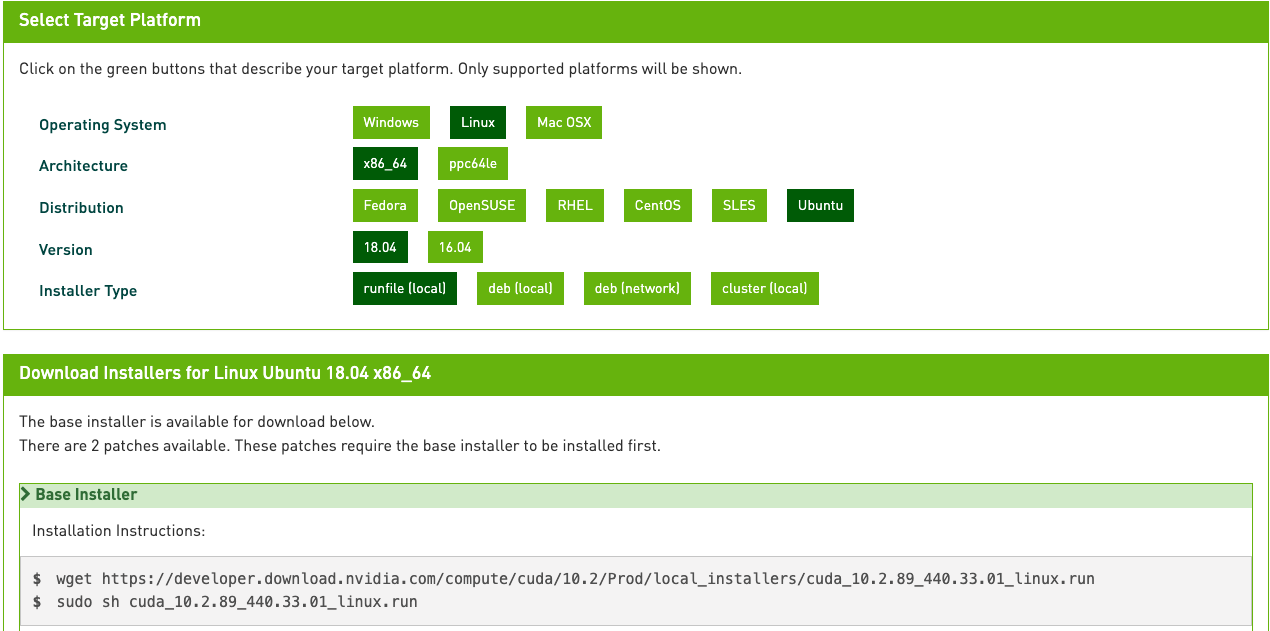 Select Target Platform
Click on the green buttons that describe your target platform. Only supported platforms will be shown.
Operating System Windows Linux Mac OSX
Architecture x86_64 ppc64le
Distribution Fedora OpenSUSE RHEL CentOS SLES Ubuntu
Version 18.04 16.04
Installer Type runfile (local) deb (local) deb (network) cluster (local)
Download Installers for Linux Ubuntu 18.04 x86_64
The base installer is available for download below.
There are 2 patches available. These patches require the base installer to be installed first.
Base Installer
Installation Instructions:
$ wget https://developer.download.nvidia.com/compute/cuda/10.2/Prod/local_installers/cuda_10.2.89_440.33.01_linux.run
$ sudo sh cuda_10.2.89_440.33.01_linux.run